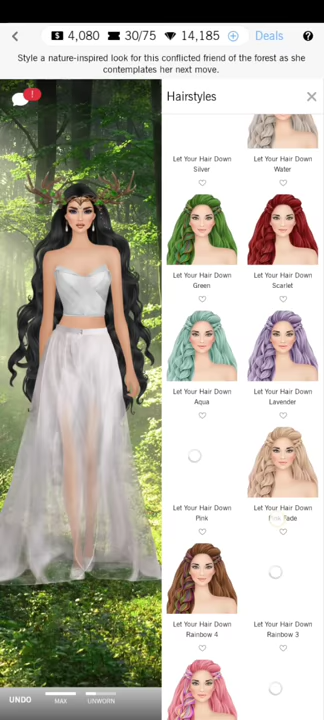 $ 4,080 30/75 14,185 Deals ?
Style a nature-inspired look for this conflicted friend of the forest as she
contemplates her next move.
!
Hairstyles
Let Your Hair Down
Silver
Let Your Hair Down
Water
Let Your Hair Down
Green
Let Your Hair Down
Scarlet
Let Your Hair Down
Aqua
Let Your Hair Down
Lavender
Let Your Hair Down
Pink
Let Your Hair Down
Fade
Let Your Hair Down
Rainbow 4
Let Your Hair Down
Rainbow 3
UNDO
MAX
UNWORN